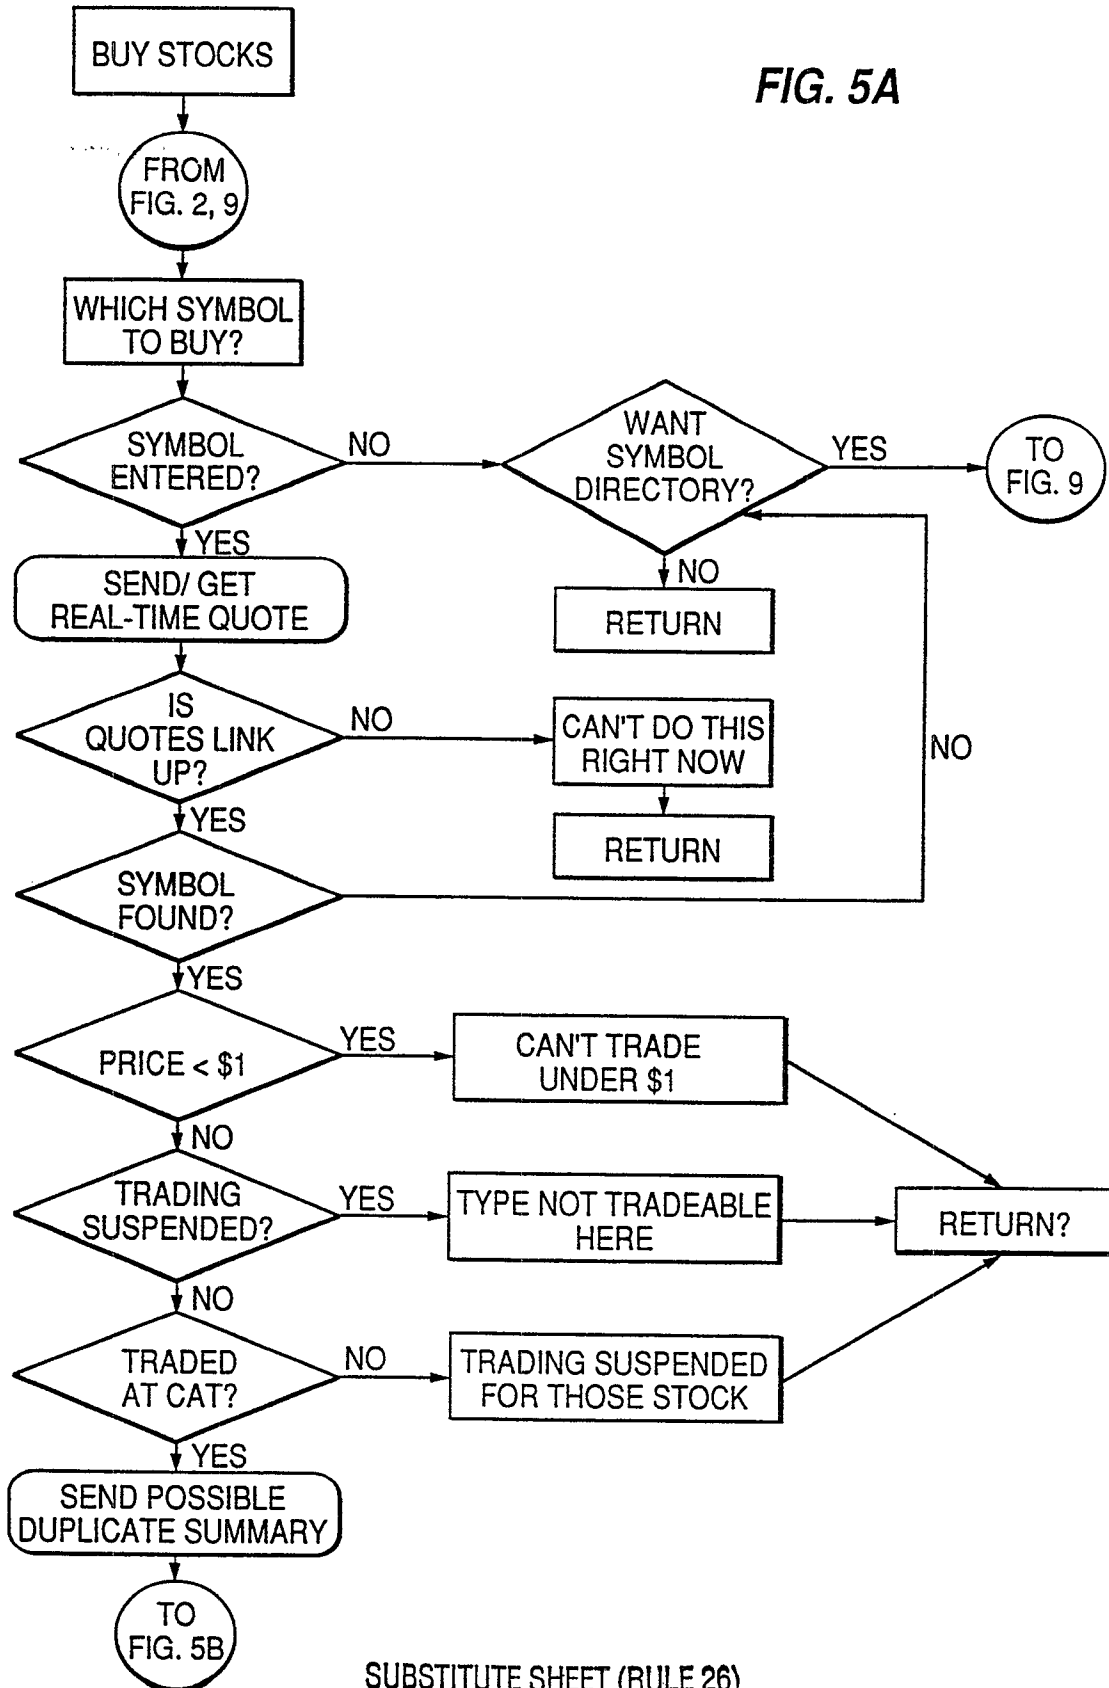 BUY STOCKS
FIG. 5A
FROM
FIG. 2, 9
WHICH SYMBOL
TO BUY?
SYMBOL
ENTERED?
NO
WANT
SYMBOL
DIRECTORY?
YES
TO
FIG. 9
YES
NO
SEND/ GET
REAL-TIME QUOTE
RETURN
IS
QUOTES LINK
UP?
NO
CAN'T DO THIS
RIGHT NOW
NO
YES
RETURN
SYMBOL
FOUND?
YES
PRICE < $1
YES
CAN'T TRADE
UNDER $1
NO
TRADING
SUSPENDED?
YES
TYPE NOT TRADEABLE
HERE
RETURN?
NO
TRADED
AT CAT?
NO
TRADING SUSPENDED
FOR THOSE STOCK
YES
SEND POSSIBLE
DUPLICATE SUMMARY
TO
FIG. 5B
SUBSTITUTE SHEET (RULE 26)